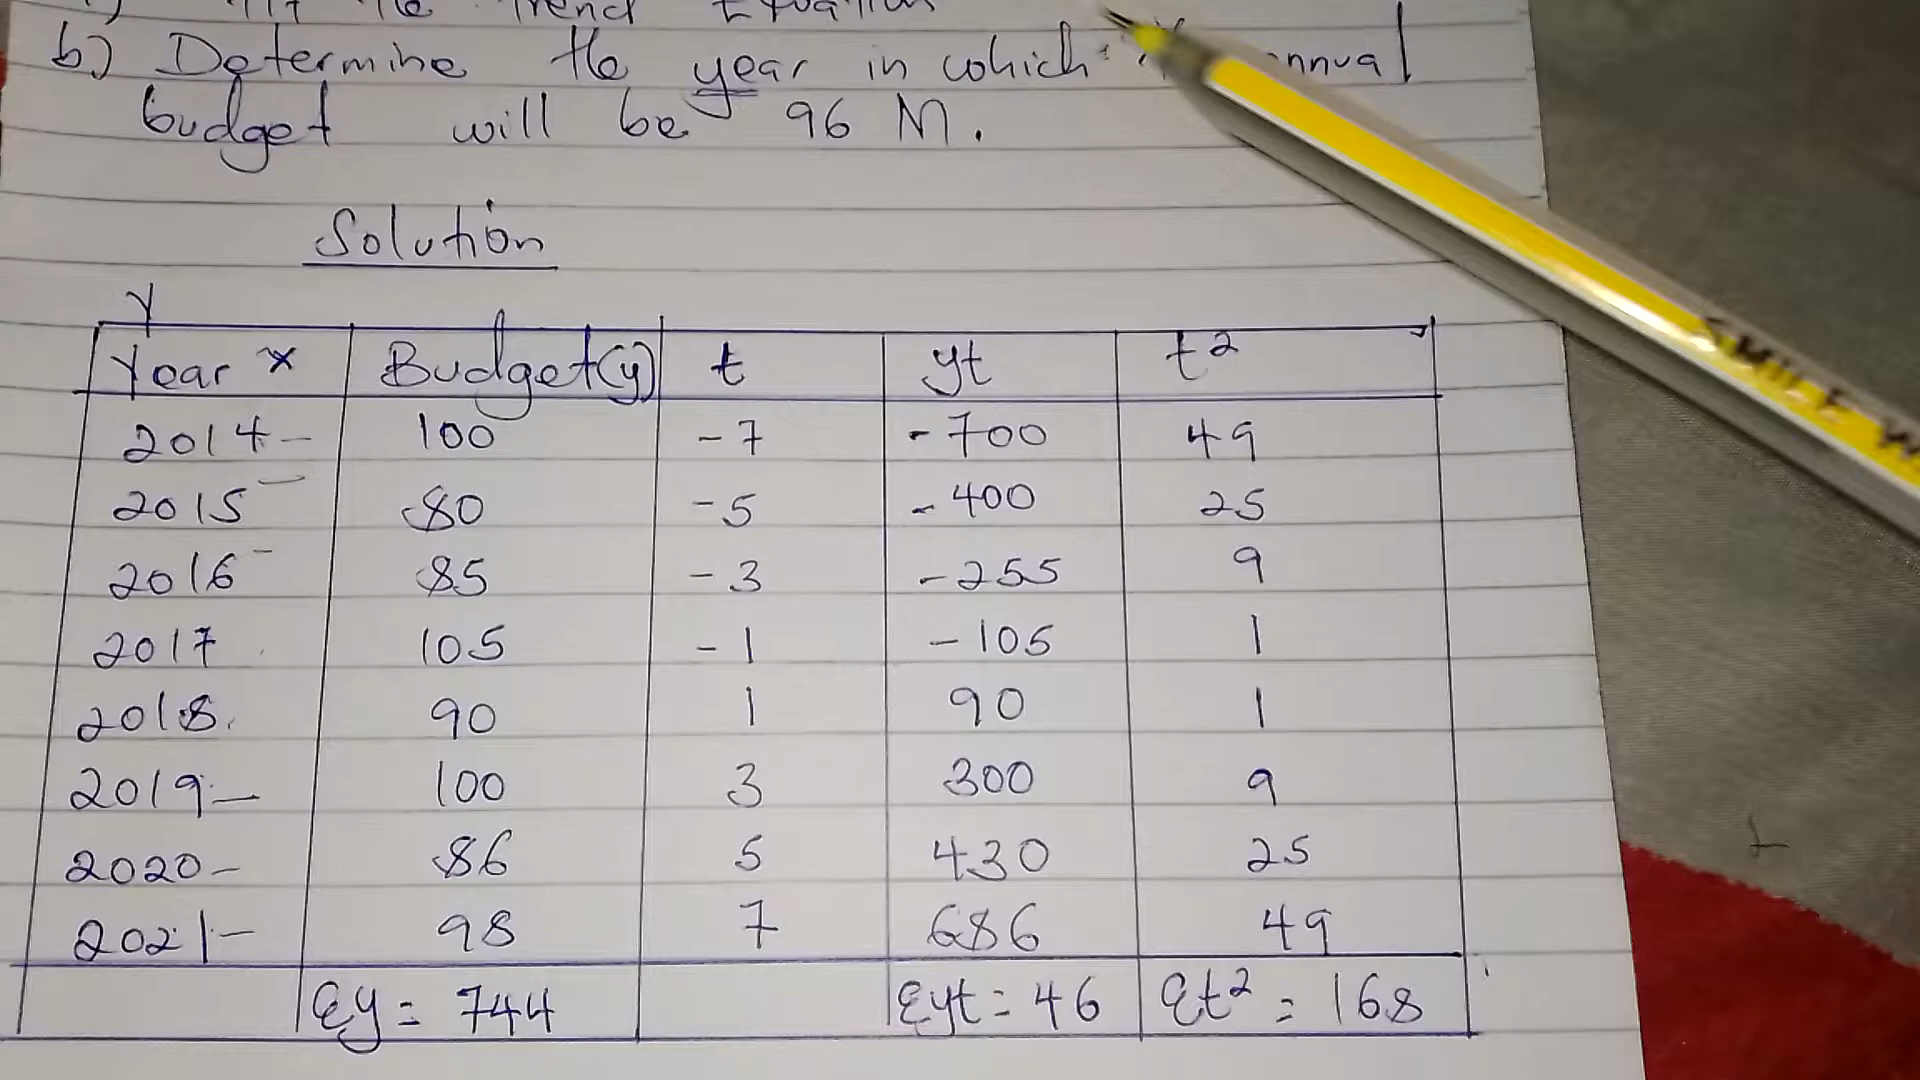 the Trend Equation
b) Determine the year in which annual
budget will be 96 M.
Solution
Y
Year x Budget(y) t yt t²
2014 - 100 -7 -700 49
2015 - 80 -5 -400 25
2016 - 85 -3 -255 9
2017 105 -1 -105 1
2018. 90 1 90 1
2019 - 100 3 300 9
2020 - 86 5 430 25
2021 - 98 7 686 49
Σy = 744 Σyt = 46 Σt² = 168